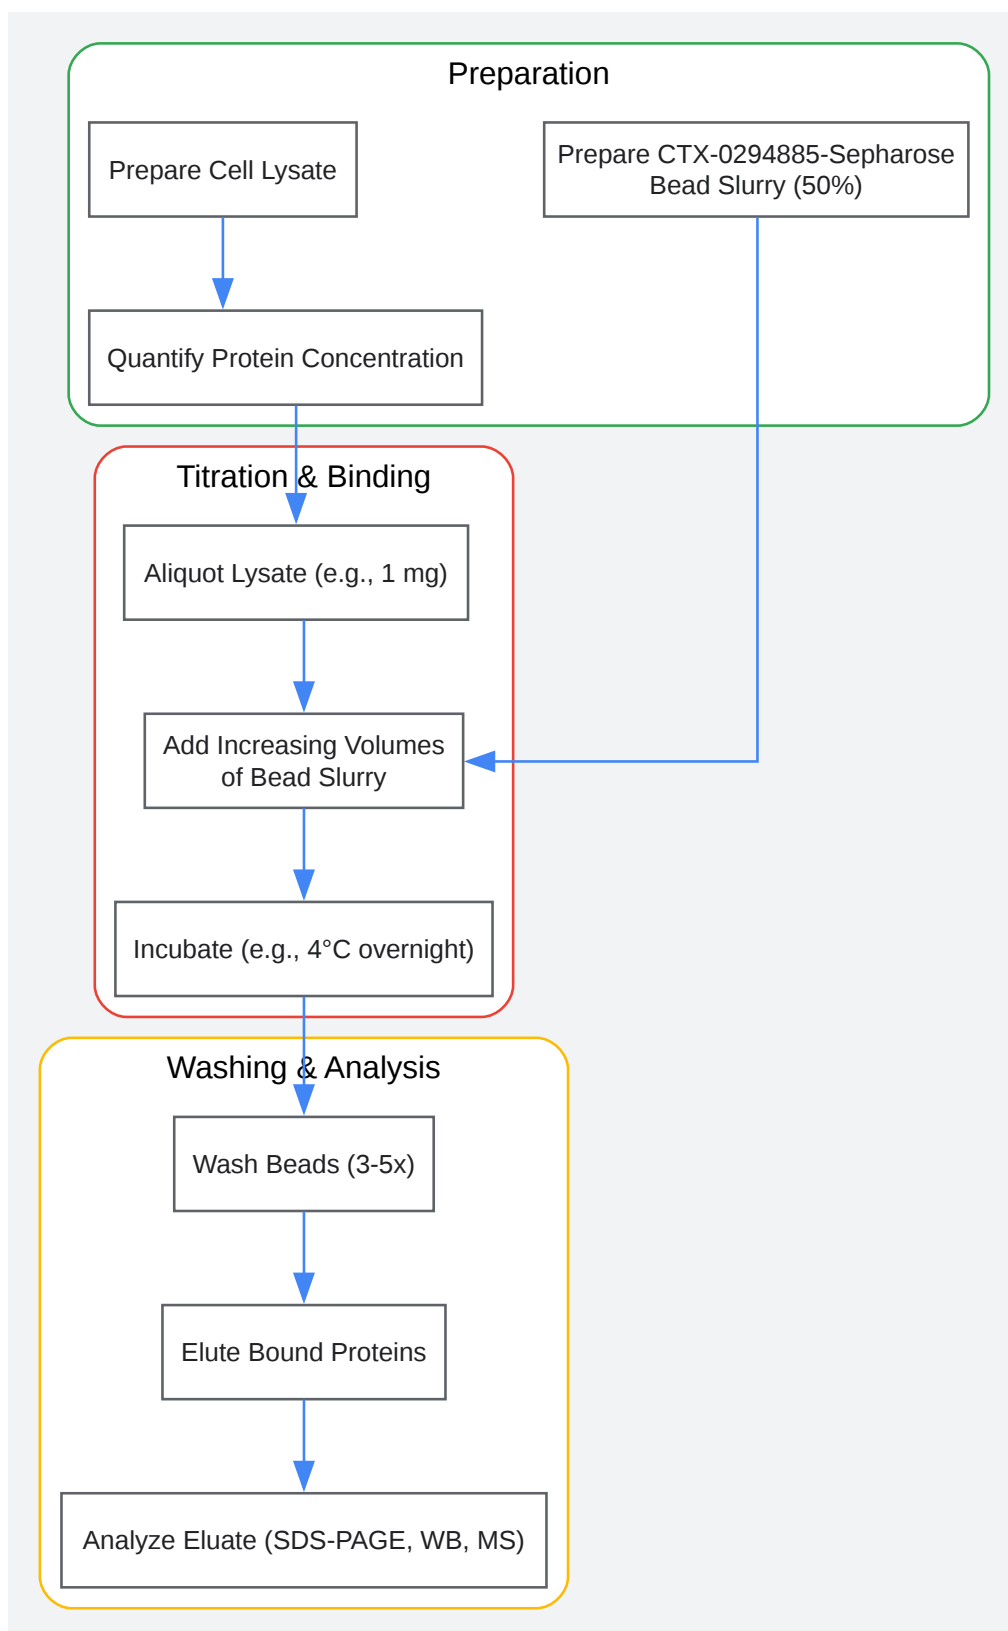 Preparation
Prepare Cell Lysate
Prepare CTX-0294885-Sepharose
Bead Slurry (50%)
Quantify Protein Concentration
Titration & Binding
Aliquot Lysate (e.g., 1 mg)
Add Increasing Volumes
of Bead Slurry
Incubate (e.g., 4°C overnight)
Washing & Analysis
Wash Beads (3-5x)
Elute Bound Proteins
Analyze Eluate (SDS-PAGE, WB, MS)